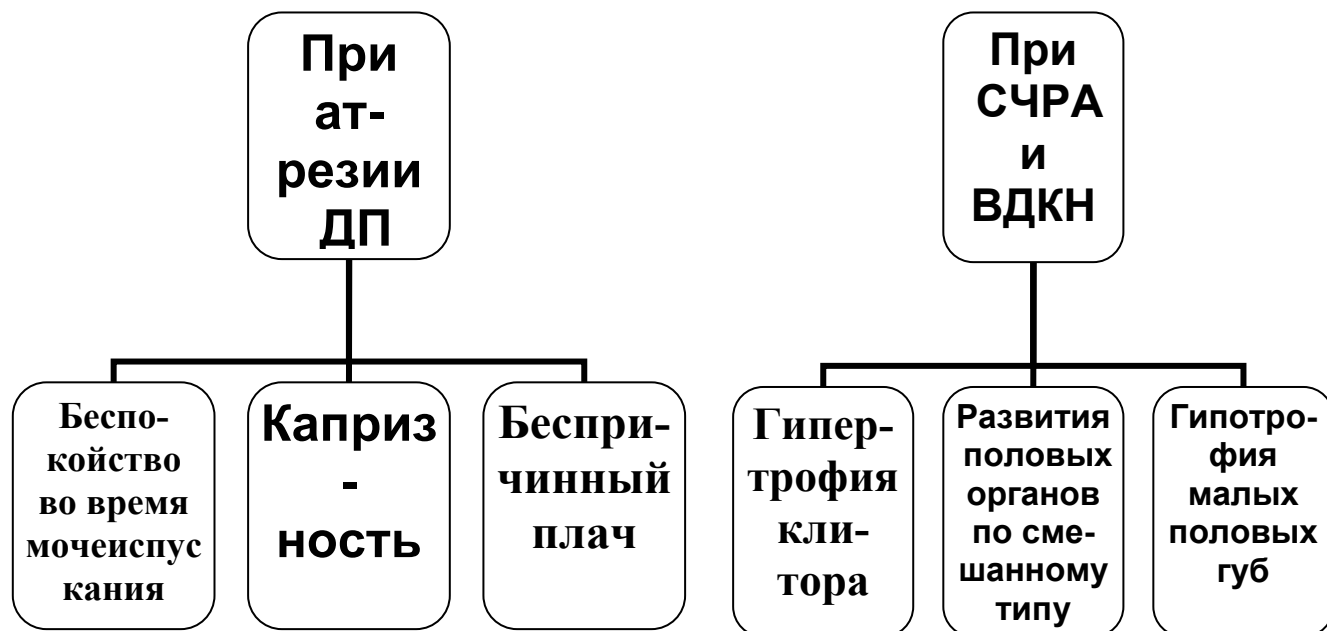 При
ат-
резии
ДП
При
СЧРА
и
ВДКН
Беспо-
койство
во время
мочеиспус
кания
Каприз
-
ность
Беспри-
чинный
плач
Гипер-
трофия
кли-
тора
Развития
половых
органов
по сме-
шанному
типу
Гипотро-
фия
малых
половых
губ